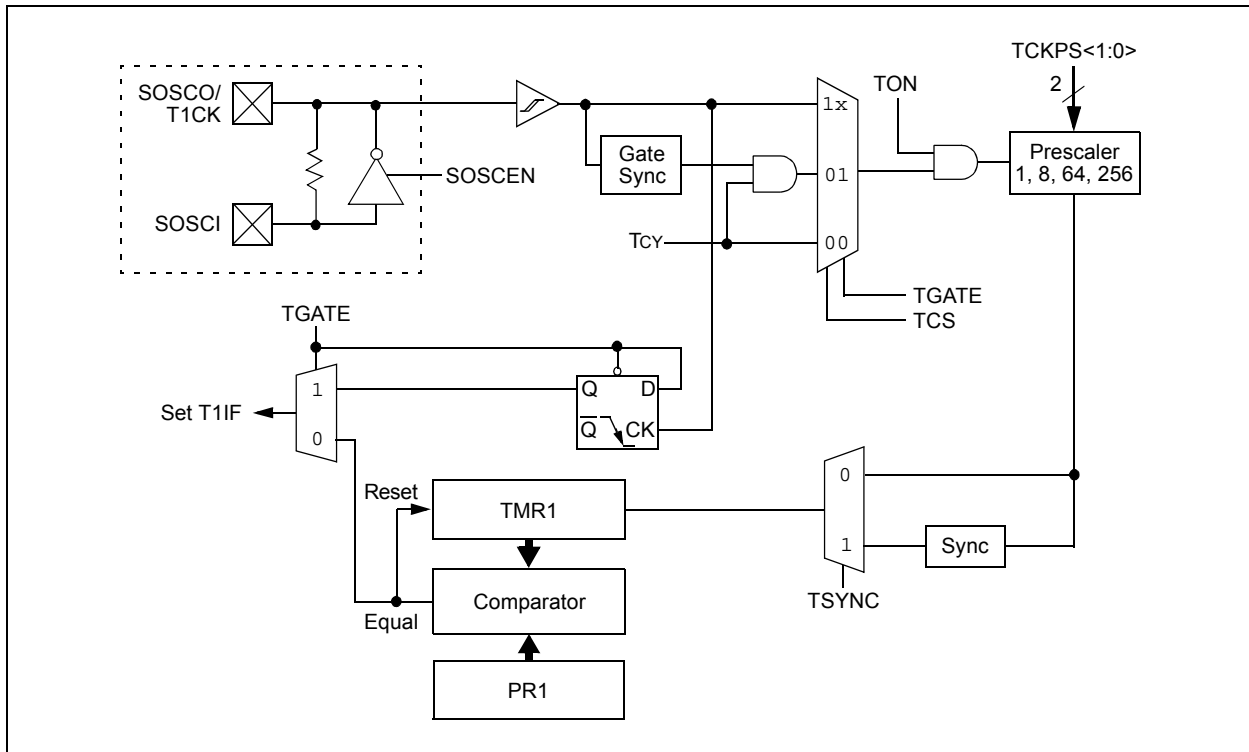 TCKPS<1:0>
2
SOSCO/
T1CK
TON
1x
Prescaler
1, 8, 64, 256
Gate
Sync
SOSCEN
01
SOSCI
TCY
00
TGATE
TCS
TGATE
1
Q
D
Set T1IF
Q̅
CK
0
0
Reset
TMR1
1
Sync
TSYNC
Comparator
Equal
PR1